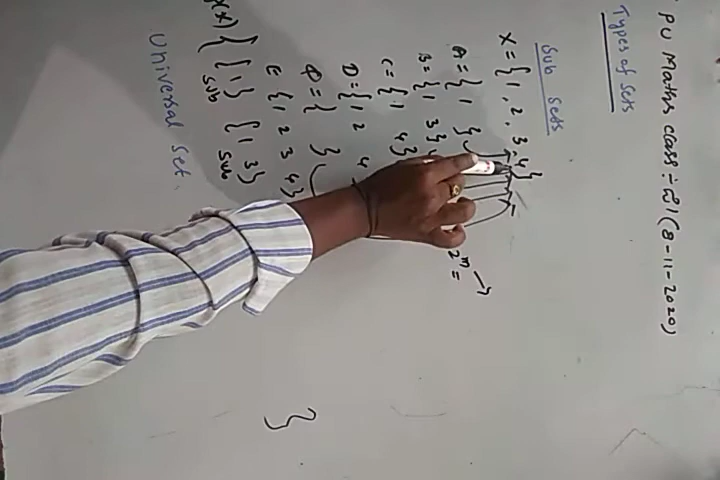 PU Maths class :- 21 (8-11-2020)
Types of Sets
Sub Sets
X = { 1, 2, 3, 4 }
A = { 1 }
B = { 1 3 }
C = { 1 4 }
D = { 1 2 4
Φ = { }
E { 1 2 3 4 }
2^m =
P(x) { { 1 } { 1 3 }
Sub Sub
}
Universal Set.